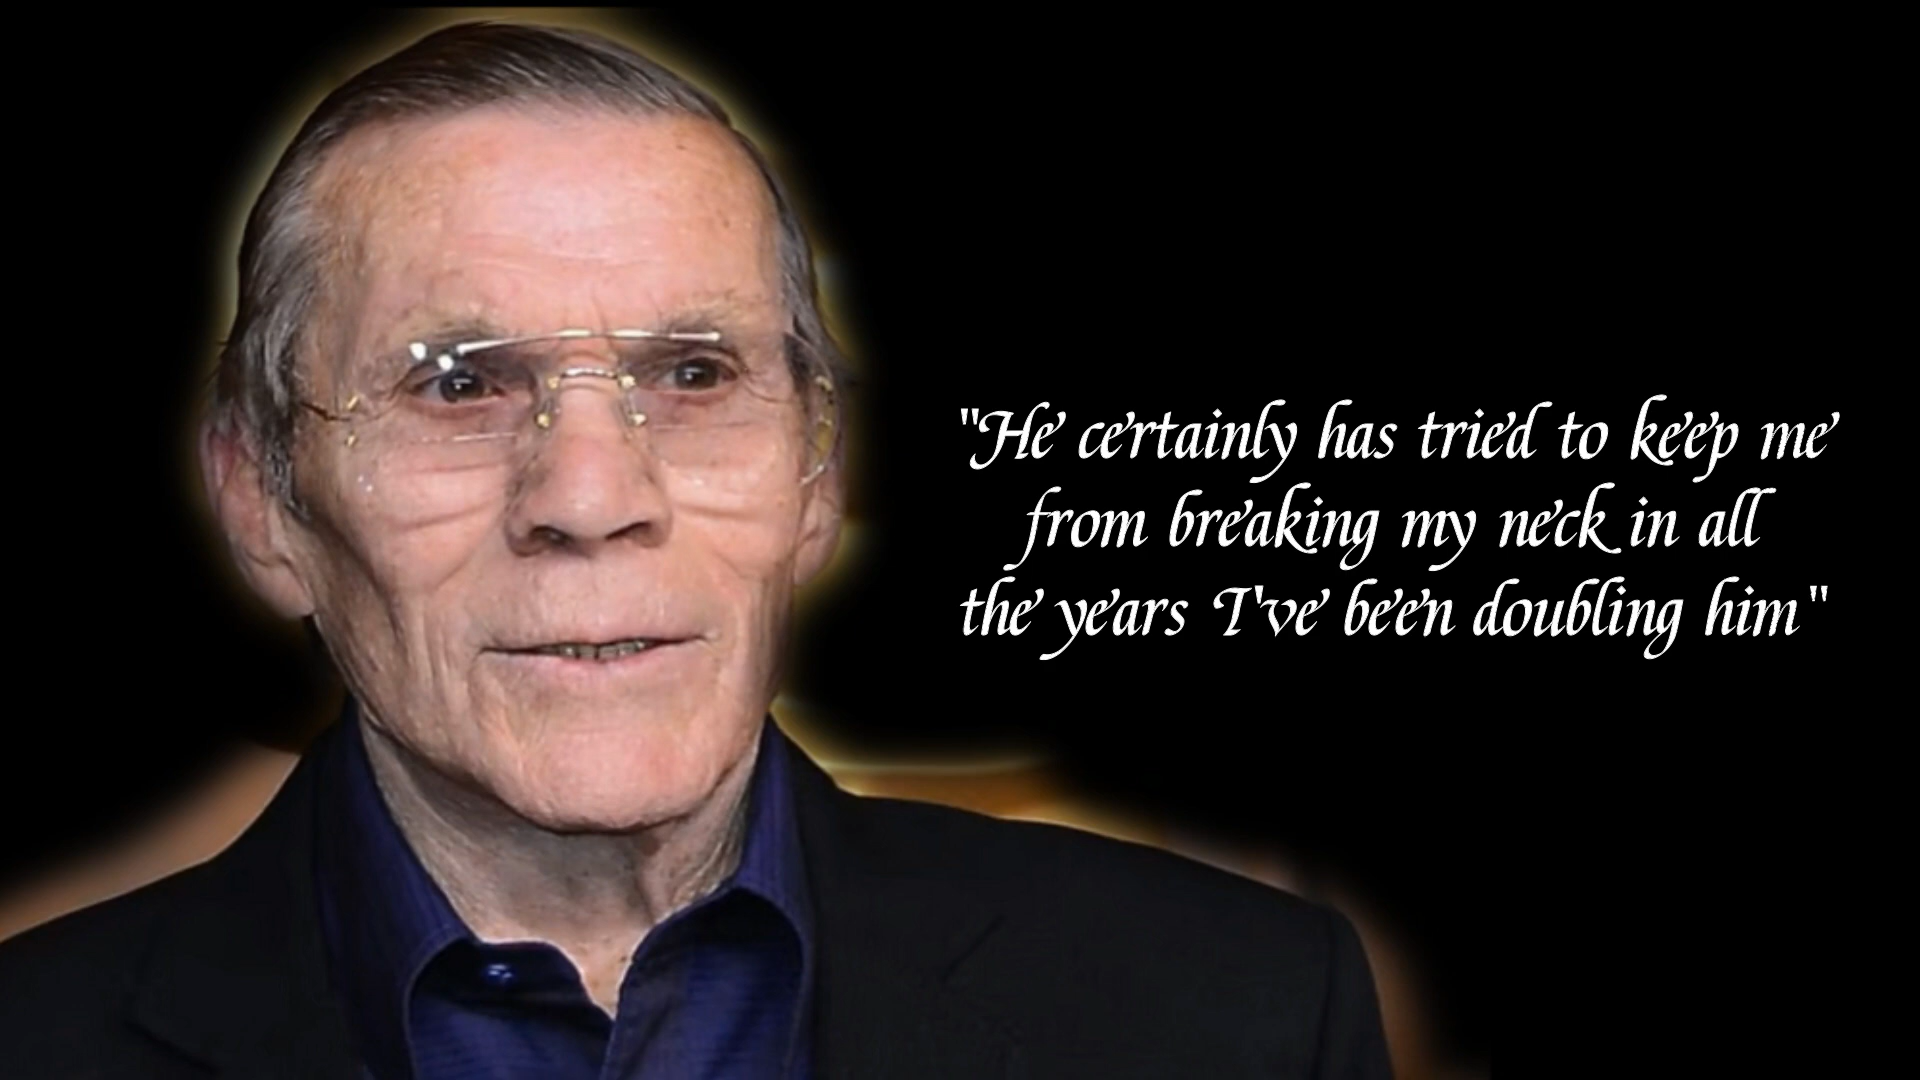 "He certainly has tried to keep me
from breaking my neck in all
the years I've been doubling him"